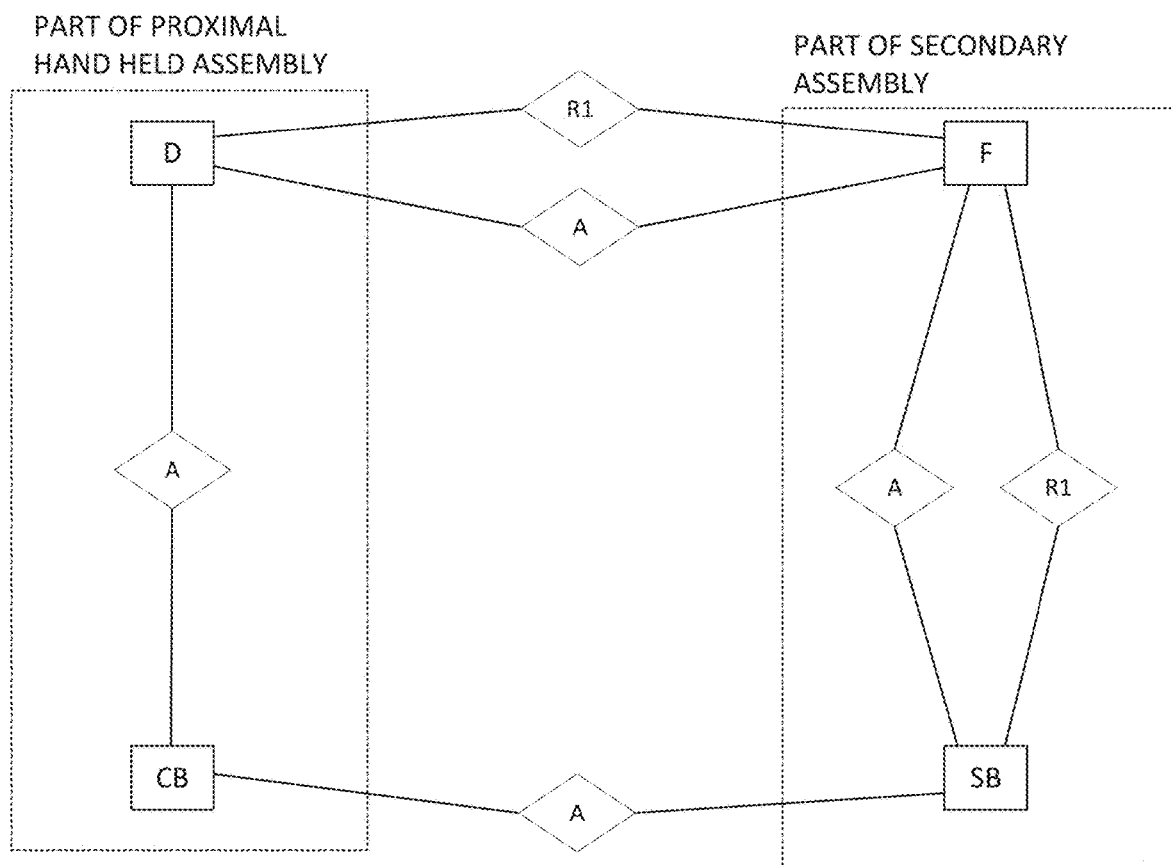 PART OF PROXIMAL
HAND HELD ASSEMBLY
PART OF SECONDARY
ASSEMBLY
R1
D
F
A
A
A
R1
CB
SB
A